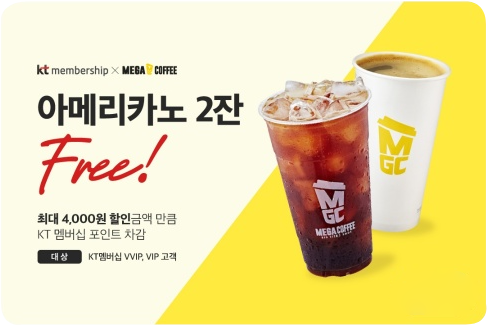 kt membership × MEGA COFFEE
아메리카노 2잔
Free!
최대 4,000원 할인금액 만큼
KT 멤버십 포인트 차감
대상 KT멤버십 VVIP, VIP 고객
MGC
MEGA COFFEE
MGC